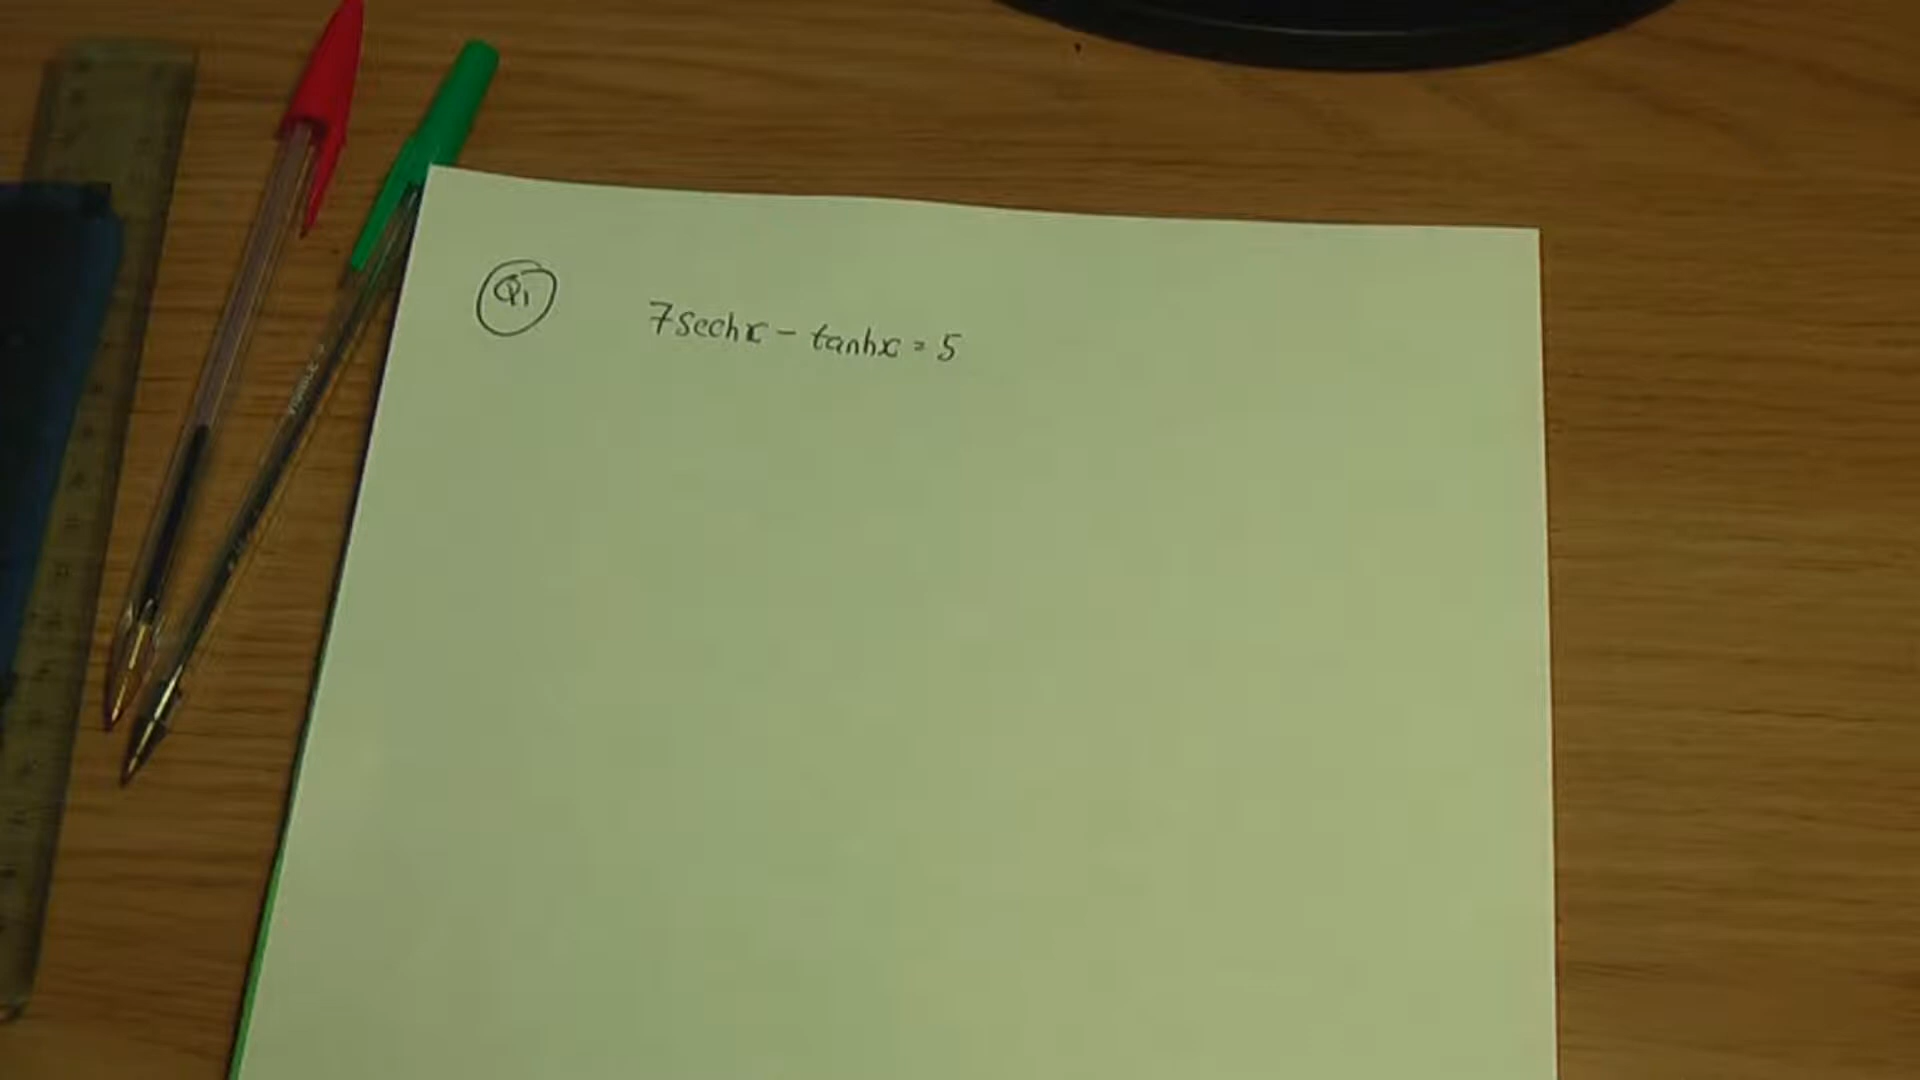 Q1
7sechx - tanhx = 5